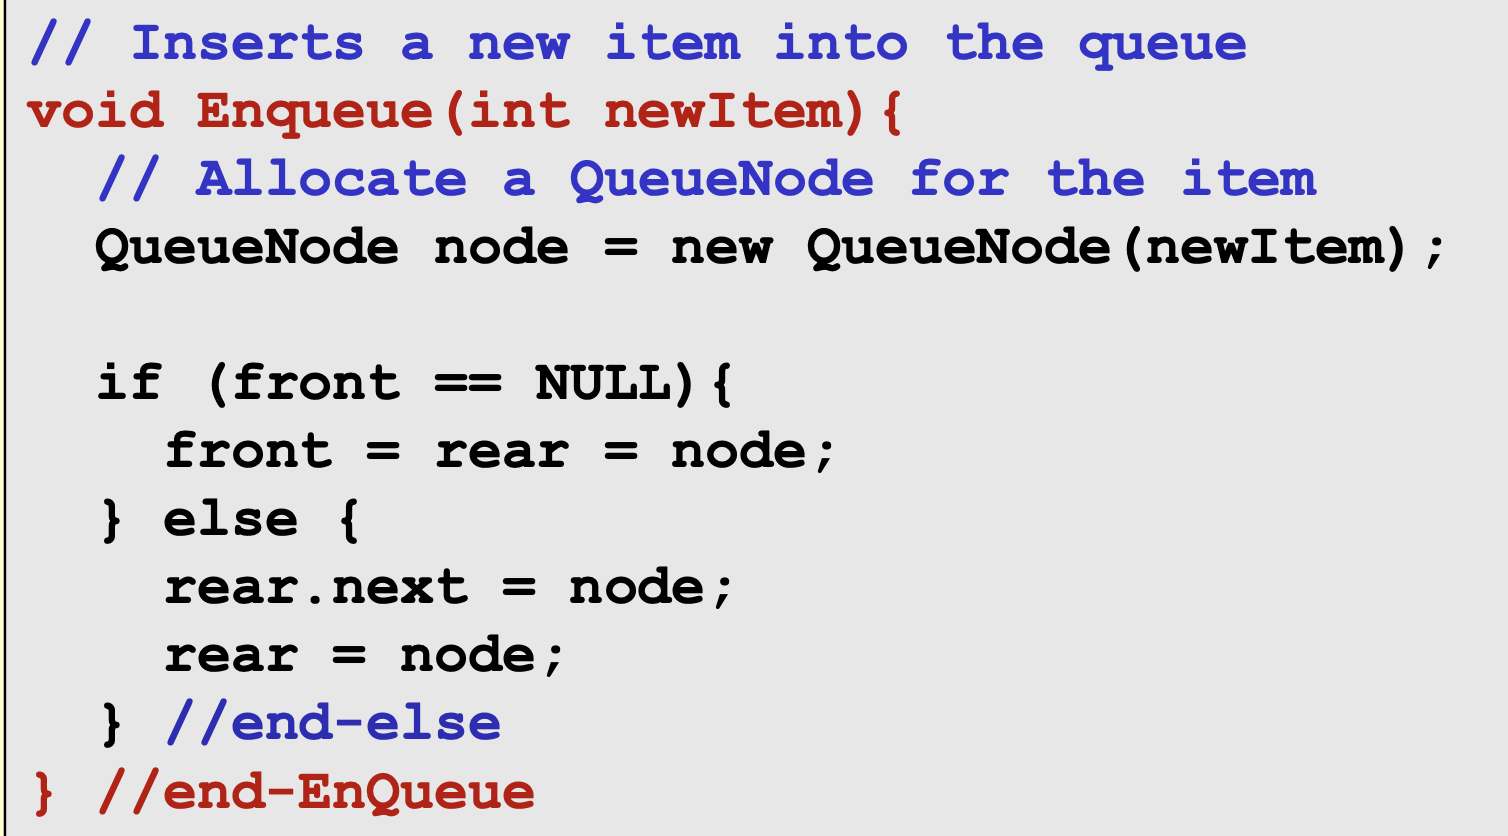 // Inserts a new item into the queue
void Enqueue(int newItem){
  // Allocate a QueueNode for the item
  QueueNode node = new QueueNode(newItem);

  if (front == NULL){
    front = rear = node;
  } else {
    rear.next = node;
    rear = node;
  } //end-else
} //end-EnQueue